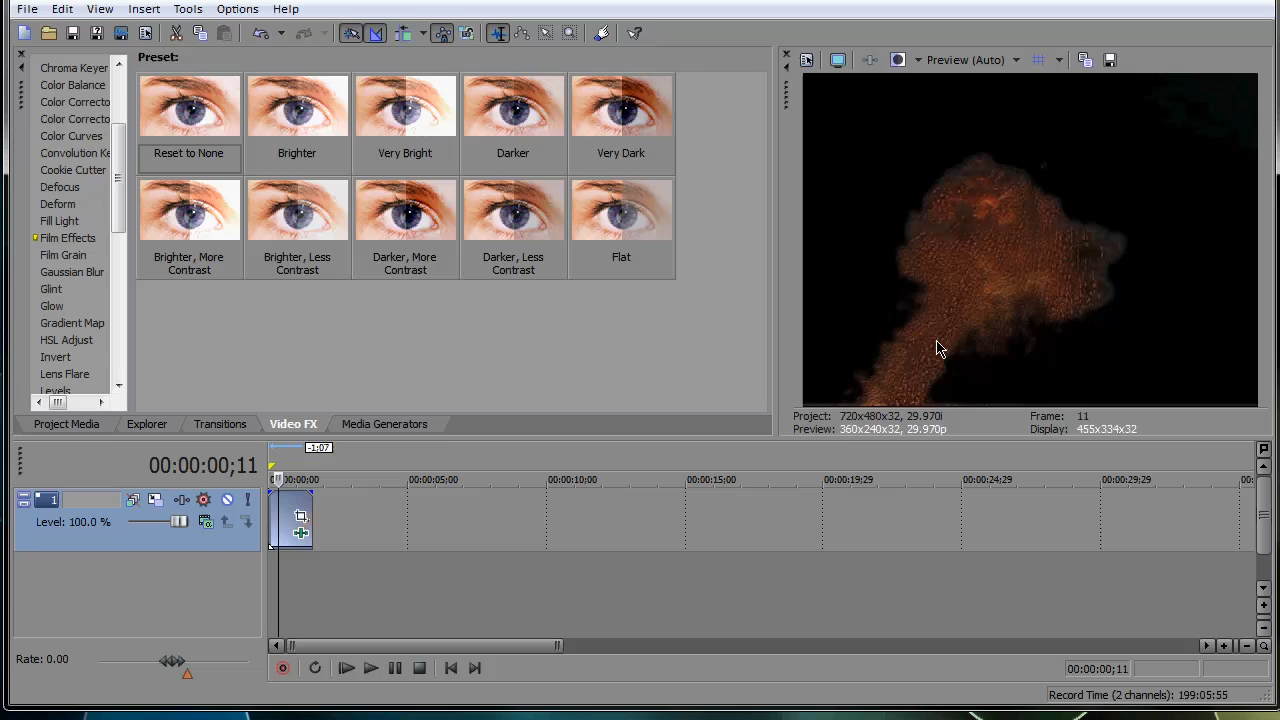 File Edit View Insert Tools Options Help
Preset:
Chroma Keyer
Color Balance
Color Correcto
Color Correcto
Color Curves
Convolution Ke
Cookie Cutter
Defocus
Deform
Fill Light
Film Effects
Film Grain
Gaussian Blur
Glint
Glow
Gradient Map
HSL Adjust
Invert
Lens Flare
Levels
Reset to None Brighter Very Bright Darker Very Dark
Brighter, More Contrast Brighter, Less Contrast Darker, More Contrast Darker, Less Contrast Flat
Preview (Auto)
Project: 720x480x32, 29.970i Frame: 11
Preview: 360x240x32, 29.970p Display: 455x334x32
Project Media Explorer Transitions Video FX Media Generators
-1;07
00:00:00;11
00:00:00 00:00:05;00 00:00:10;00 00:00:15;00 00:00:19;29 00:00:24;29 00:00:29;29 00:
1
Level: 100.0 %
Rate: 0.00
00:00:00;11
Record Time (2 channels): 199:05:55